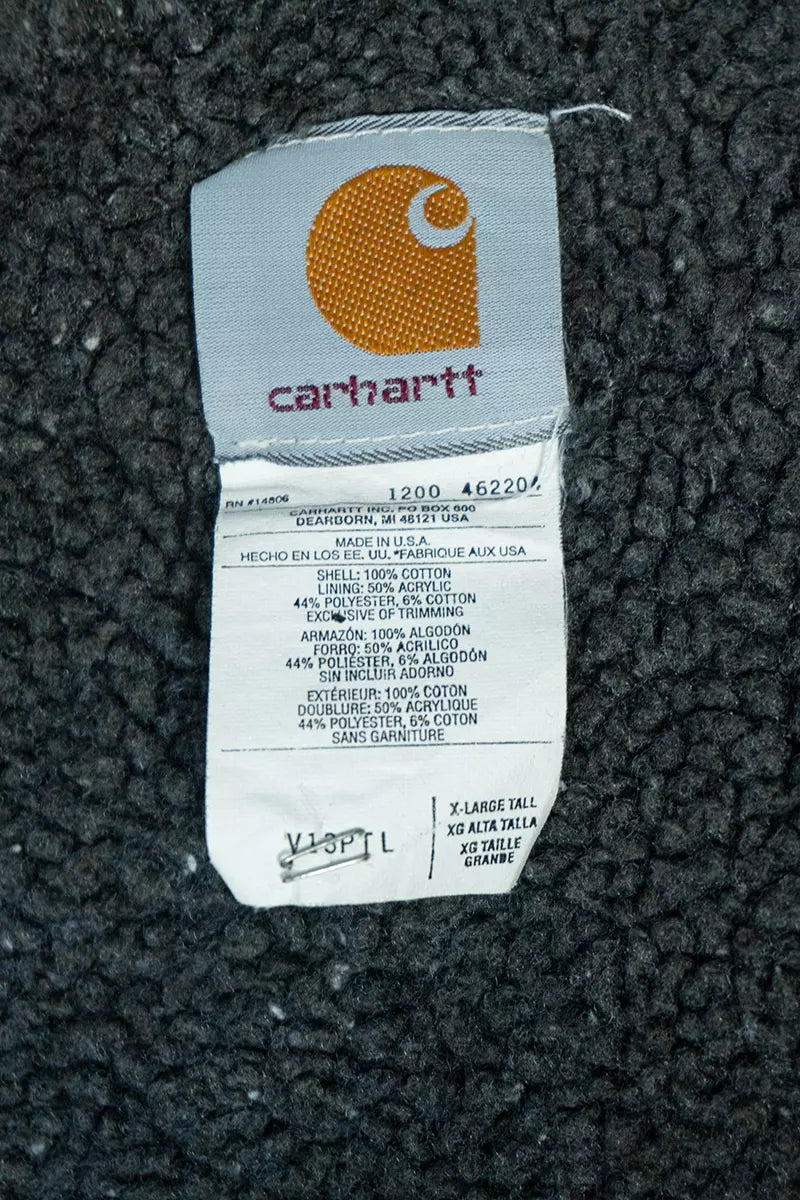 carhartt
RN #14806 1200 46220
CARHARTT INC. PO BOX 600
DEARBORN, MI 48121 USA
MADE IN U.S.A.
HECHO EN LOS EE. UU. *FABRIQUE AUX USA
SHELL: 100% COTTON
LINING: 50% ACRYLIC
44% POLYESTER, 6% COTTON
EXCLUSIVE OF TRIMMING
ARMAZÓN: 100% ALGODÓN
FORRO: 50% ACRILICO
44% POLIÉSTER, 6% ALGODÓN
SIN INCLUIR ADORNO
EXTÉRIEUR: 100% COTON
DOUBLURE: 50% ACRYLIQUE
44% POLYESTER, 6% COTON
SANS GARNITURE
X-LARGE TALL
XG ALTA TALLA
XG TAILLE
GRANDE